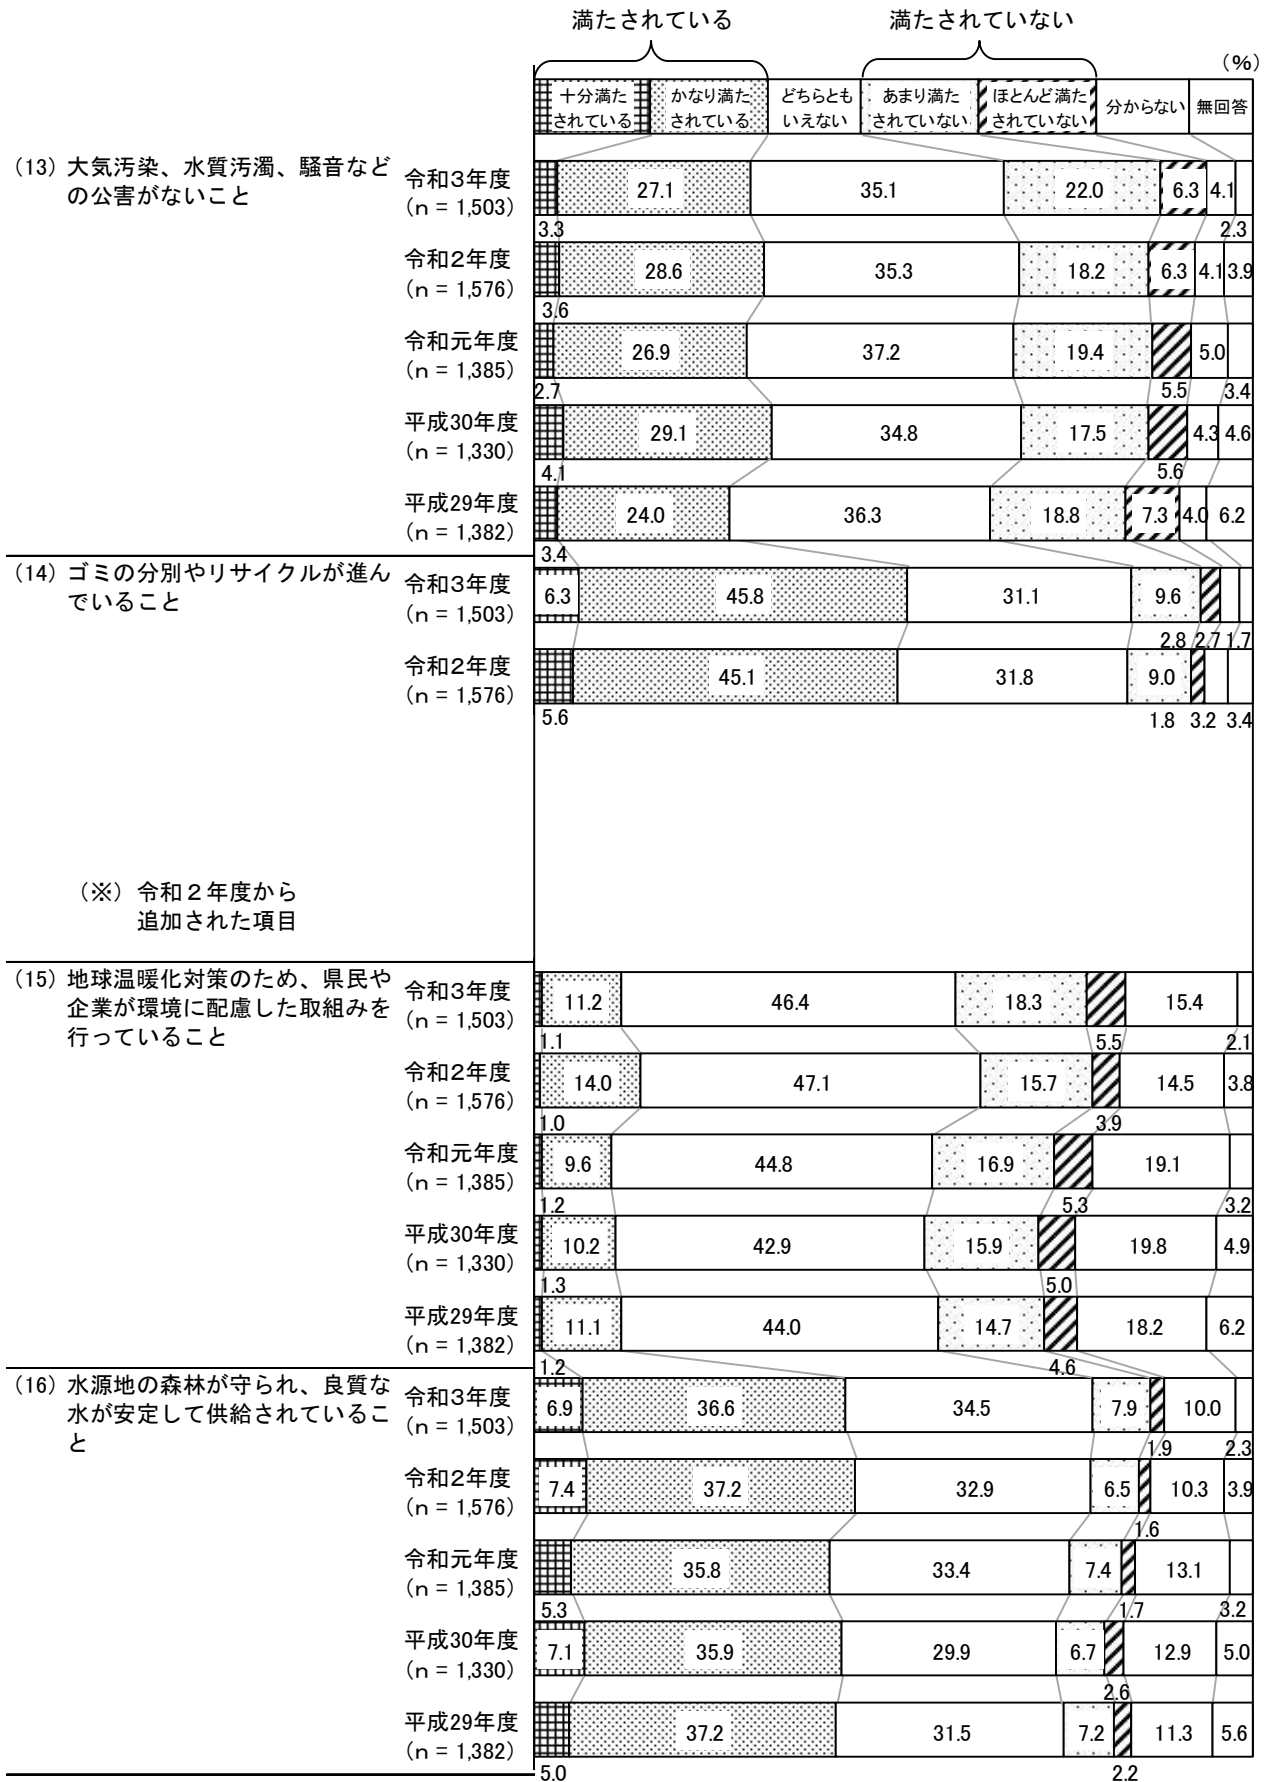 満たされている 満たされていない
(%)
十分満た かなり満た どちらとも あまり満た ほとんど満た 分からない 無回答
されている されている いえない されていない されていない
(13) 大気汚染、水質汚濁、騒音など
の公害がないこと
令和3年度
(n = 1,503)
27.1 35.1 22.0 6.3 4.1
3.3 2.3
令和2年度
(n = 1,576)
28.6 35.3 18.2 6.3 4.1 3.9
3.6
令和元年度
(n = 1,385)
26.9 37.2 19.4 5.0
2.7 5.5 3.4
平成30年度
(n = 1,330)
29.1 34.8 17.5 4.3 4.6
4.1 5.6
平成29年度
(n = 1,382)
24.0 36.3 18.8 7.3 4.0 6.2
3.4
(14) ゴミの分別やリサイクルが進ん
でいること
令和3年度
(n = 1,503)
6.3 45.8 31.1 9.6
2.8 2.7 1.7
令和2年度
(n = 1,576)
45.1 31.8 9.0
5.6 1.8 3.2 3.4
(※) 令和2年度から
追加された項目
(15) 地球温暖化対策のため、県民や
企業が環境に配慮した取組みを
行っていること
令和3年度
(n = 1,503)
11.2 46.4 18.3 15.4
1.1 5.5 2.1
令和2年度
(n = 1,576)
14.0 47.1 15.7 14.5 3.8
1.0 3.9
令和元年度
(n = 1,385)
9.6 44.8 16.9 19.1
1.2 5.3 3.2
平成30年度
(n = 1,330)
10.2 42.9 15.9 19.8 4.9
1.3 5.0
平成29年度
(n = 1,382)
11.1 44.0 14.7 18.2 6.2
1.2 4.6
(16) 水源地の森林が守られ、良質な
水が安定して供給されているこ
と
令和3年度
(n = 1,503)
6.9 36.6 34.5 7.9 10.0
1.9 2.3
令和2年度
(n = 1,576)
7.4 37.2 32.9 6.5 10.3 3.9
1.6
令和元年度
(n = 1,385)
35.8 33.4 7.4 13.1
5.3 1.7 3.2
平成30年度
(n = 1,330)
7.1 35.9 29.9 6.7 12.9 5.0
2.6
平成29年度
(n = 1,382)
37.2 31.5 7.2 11.3 5.6
5.0 2.2